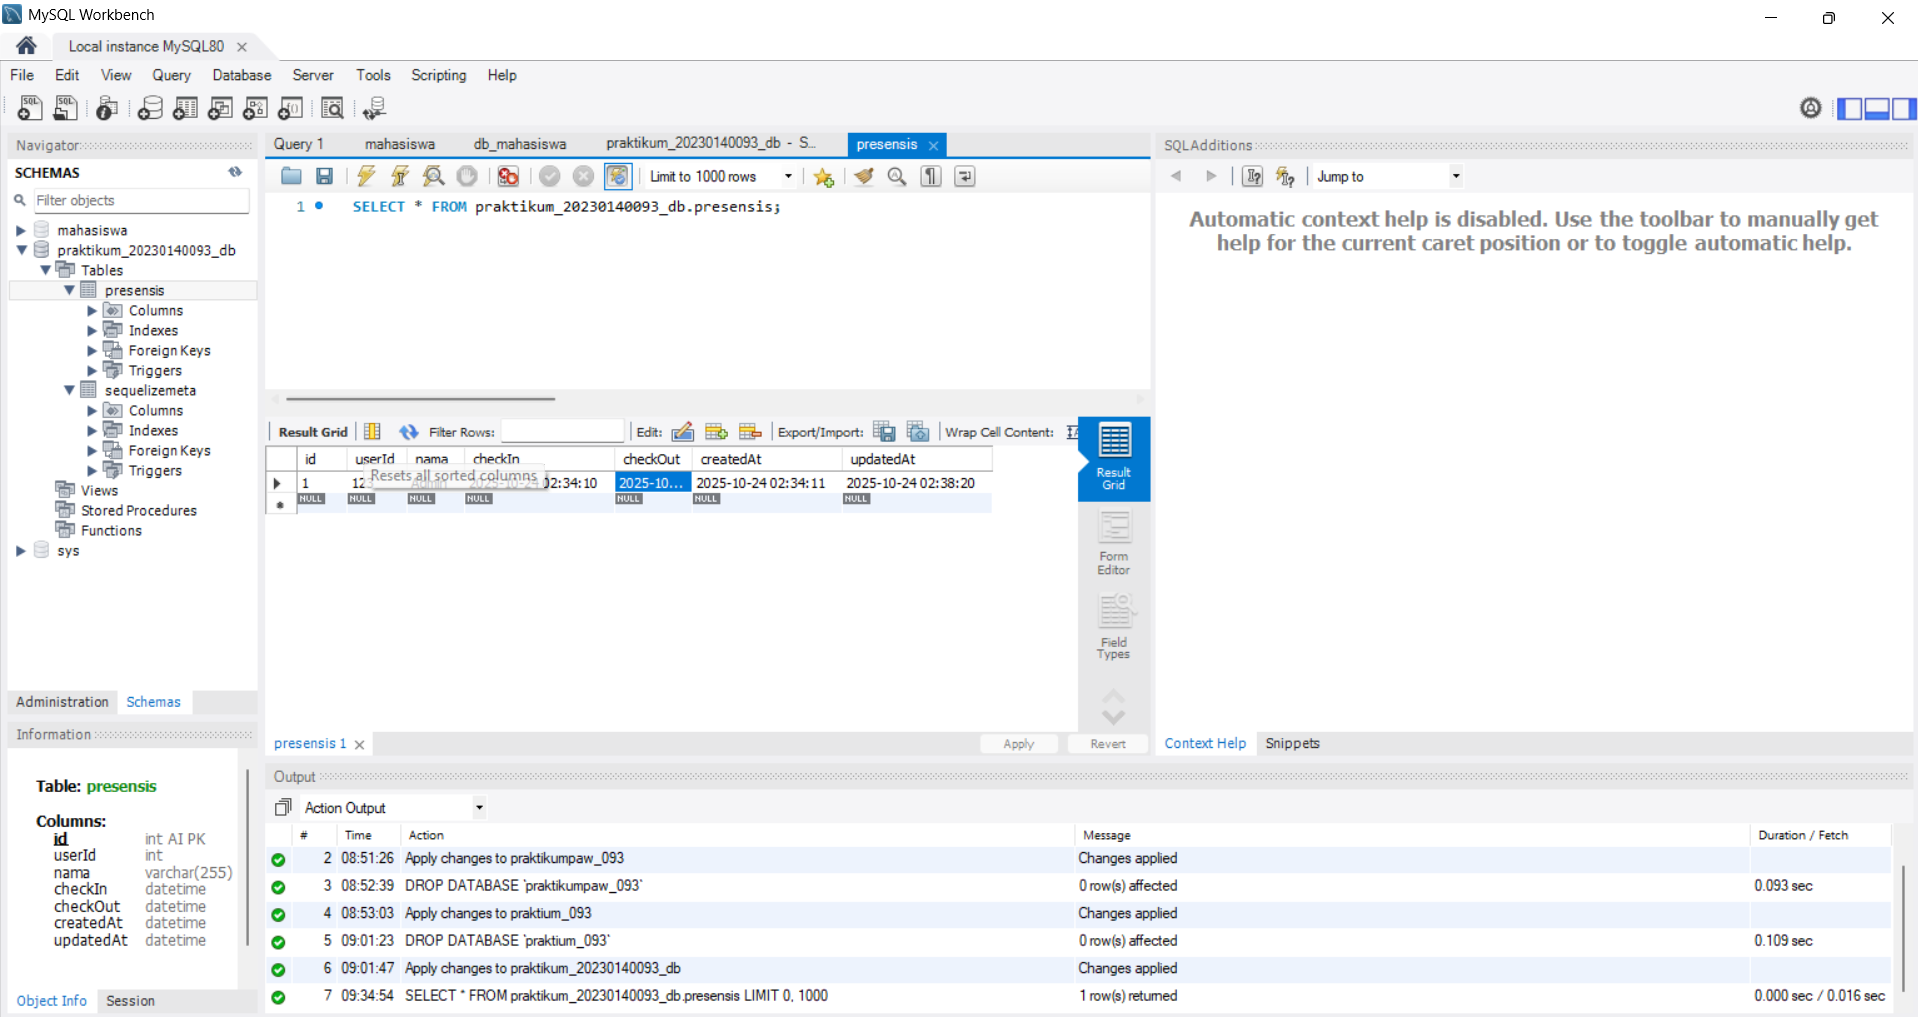 MySQL Workbench
Local instance MySQL80
File Edit View Query Database Server Tools Scripting Help
Navigator
SCHEMAS
Filter objects
mahasiswa
praktikum_20230140093_db
Tables
presensis
Columns
Indexes
Foreign Keys
Triggers
sequelizemeta
Columns
Indexes
Foreign Keys
Triggers
Views
Stored Procedures
Functions
sys
Administration Schemas
Information
Table: presensis
Columns:
id int AI PK
userId int
nama varchar(255)
checkIn datetime
checkOut datetime
createdAt datetime
updatedAt datetime
Object Info Session
Query 1 mahasiswa db_mahasiswa praktikum_20230140093_db - S... presensis
Limit to 1000 rows
1 SELECT * FROM praktikum_20230140093_db.presensis;
Result Grid Filter Rows: Edit: Export/Import: Wrap Cell Content:
id userId nama checkIn checkOut createdAt updatedAt
Resets all sorted columns
1 Admin 2025-10-24 02:34:10 2025-10... 2025-10-24 02:34:11 2025-10-24 02:38:20
NULL NULL NULL NULL NULL NULL NULL
Result Grid
Form Editor
Field Types
presensis 1 Apply Revert
SQLAdditions
Jump to
Automatic context help is disabled. Use the toolbar to manually get
help for the current caret position or to toggle automatic help.
Context Help Snippets
Output
Action Output
# Time Action Message Duration / Fetch
2 08:51:26 Apply changes to praktikumpaw_093 Changes applied
3 08:52:39 DROP DATABASE `praktikumpaw_093` 0 row(s) affected 0.093 sec
4 08:53:03 Apply changes to praktium_093 Changes applied
5 09:01:23 DROP DATABASE `praktium_093` 0 row(s) affected 0.109 sec
6 09:01:47 Apply changes to praktikum_20230140093_db Changes applied
7 09:34:54 SELECT * FROM praktikum_20230140093_db.presensis LIMIT 0, 1000 1 row(s) returned 0.000 sec / 0.016 sec